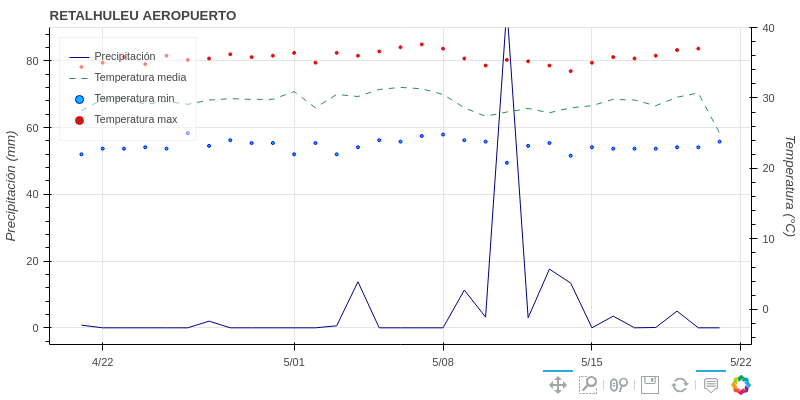 RETALHULEU AEROPUERTO
Precipitación
Temperatura media
Temperatura min
Temperatura max
Precipitación (mm)
80
60
40
20
0
Temperatura (°C)
40
30
20
10
0
4/22
5/01
5/08
5/15
5/22